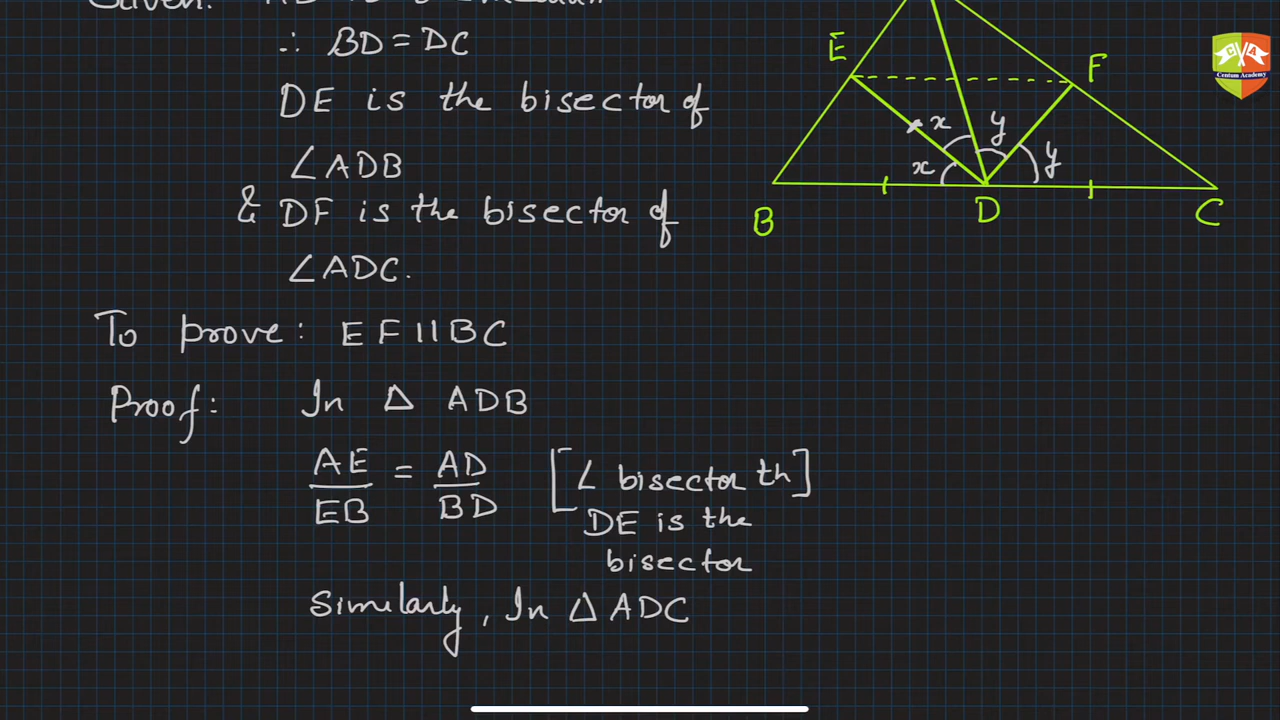 ∴ BD = DC
DE is the bisector of
∠ADB
& DF is the bisector of
∠ADC.
To prove: EF || BC
Proof: In △ ADB
AE/EB = AD/BD [∠ bisector th]
DE is the
bisector
Similarly, In △ ADC
E
F
x
y
x
y
B
D
C
C A
Centum Academy